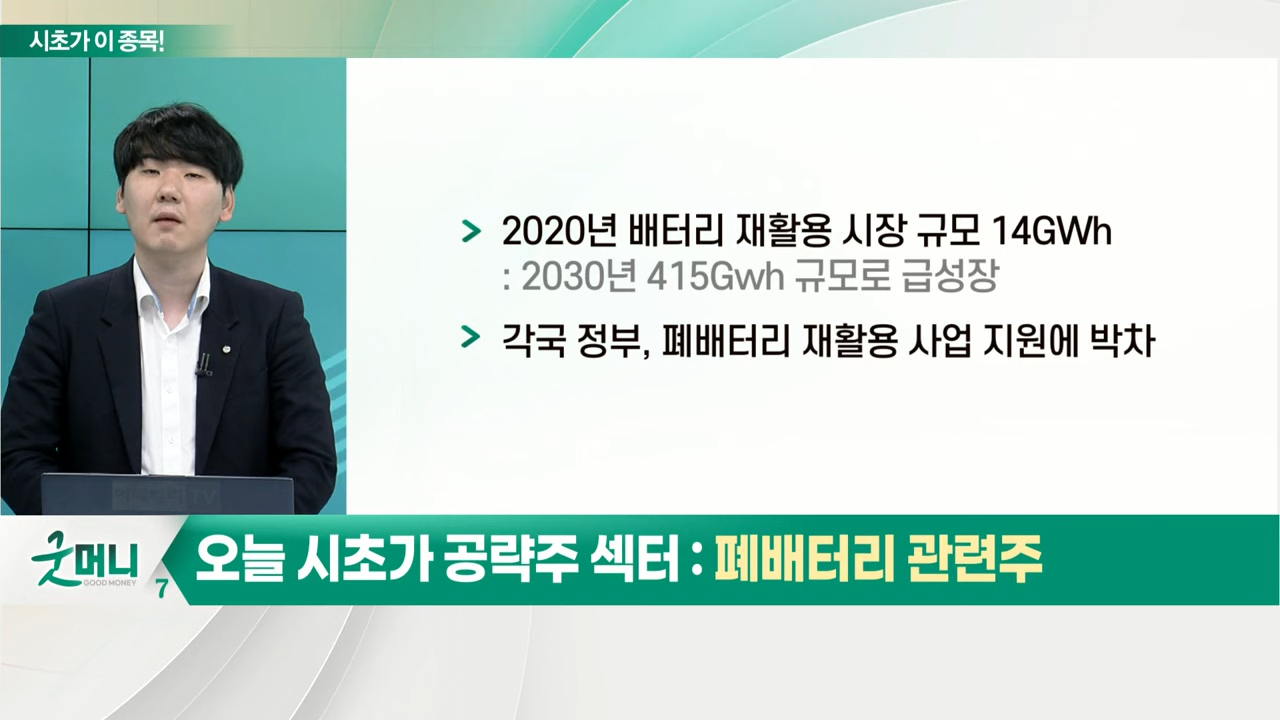 시초가 이 종목!
> 2020년 배터리 재활용 시장 규모 14GWh
: 2030년 415Gwh 규모로 급성장
> 각국 정부, 폐배터리 재활용 사업 지원에 박차
굿머니
GOOD MONEY
7
오늘 시초가 공략주 섹터 : 폐배터리 관련주